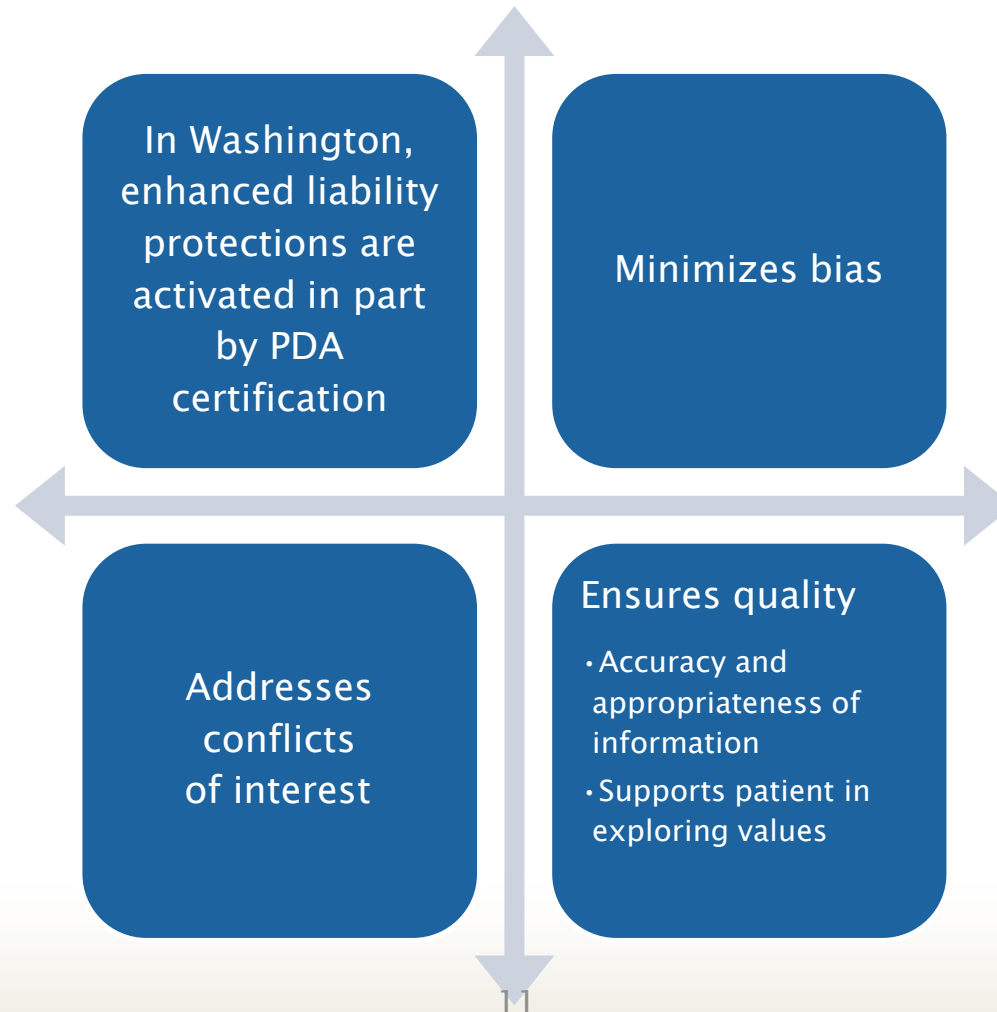 In Washington,
enhanced liability
protections are
activated in part
by PDA
certification
Minimizes bias
Addresses
conflicts
of interest
Ensures quality
• Accuracy and
appropriateness of
information
• Supports patient in
exploring values